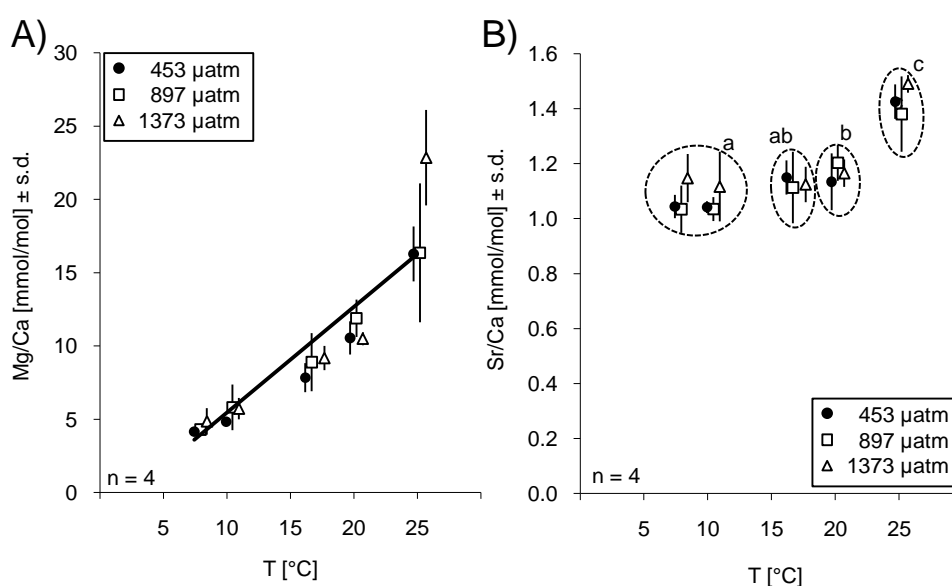 A)
Mg/Ca [mmol/mol] ± s.d.
30
25
20
15
10
5
0
453 µatm
897 µatm
1373 µatm
n = 4
5 10 15 20 25
T [°C]
B)
Sr/Ca [mmol/mol] ± s.d.
1.6
1.4
1.2
1.0
0.8
0.6
0.4
0.2
0.0
a
ab
b
c
453 µatm
897 µatm
1373 µatm
n = 4
5 10 15 20 25
T [°C]